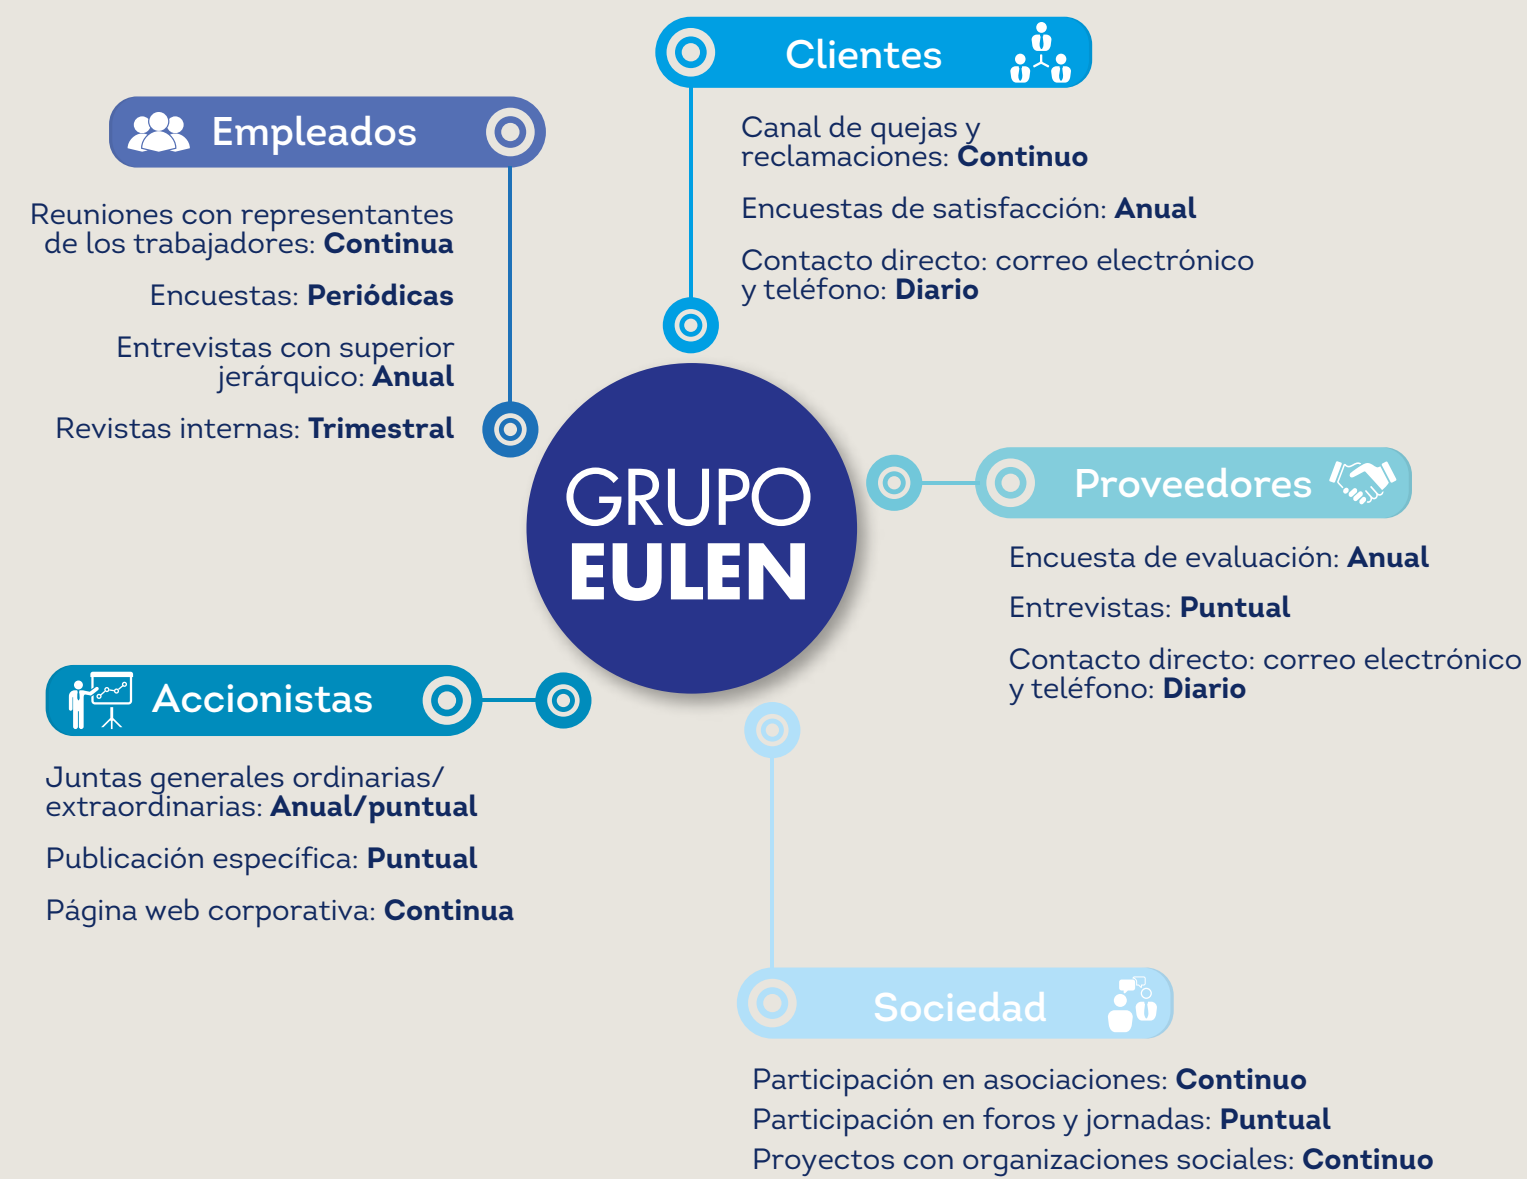 Clientes
Canal de quejas y
reclamaciones: Continuo
Encuestas de satisfacción: Anual
Contacto directo: correo electrónico
y teléfono: Diario
Empleados
Reuniones con representantes
de los trabajadores: Continua
Encuestas: Periódicas
Entrevistas con superior
jerárquico: Anual
Revistas internas: Trimestral
GRUPO
EULEN
Proveedores
Encuesta de evaluación: Anual
Entrevistas: Puntual
Contacto directo: correo electrónico
y teléfono: Diario
Accionistas
Juntas generales ordinarias/
extraordinarias: Anual/puntual
Publicación específica: Puntual
Página web corporativa: Continua
Sociedad
Participación en asociaciones: Continuo
Participación en foros y jornadas: Puntual
Proyectos con organizaciones sociales: Continuo